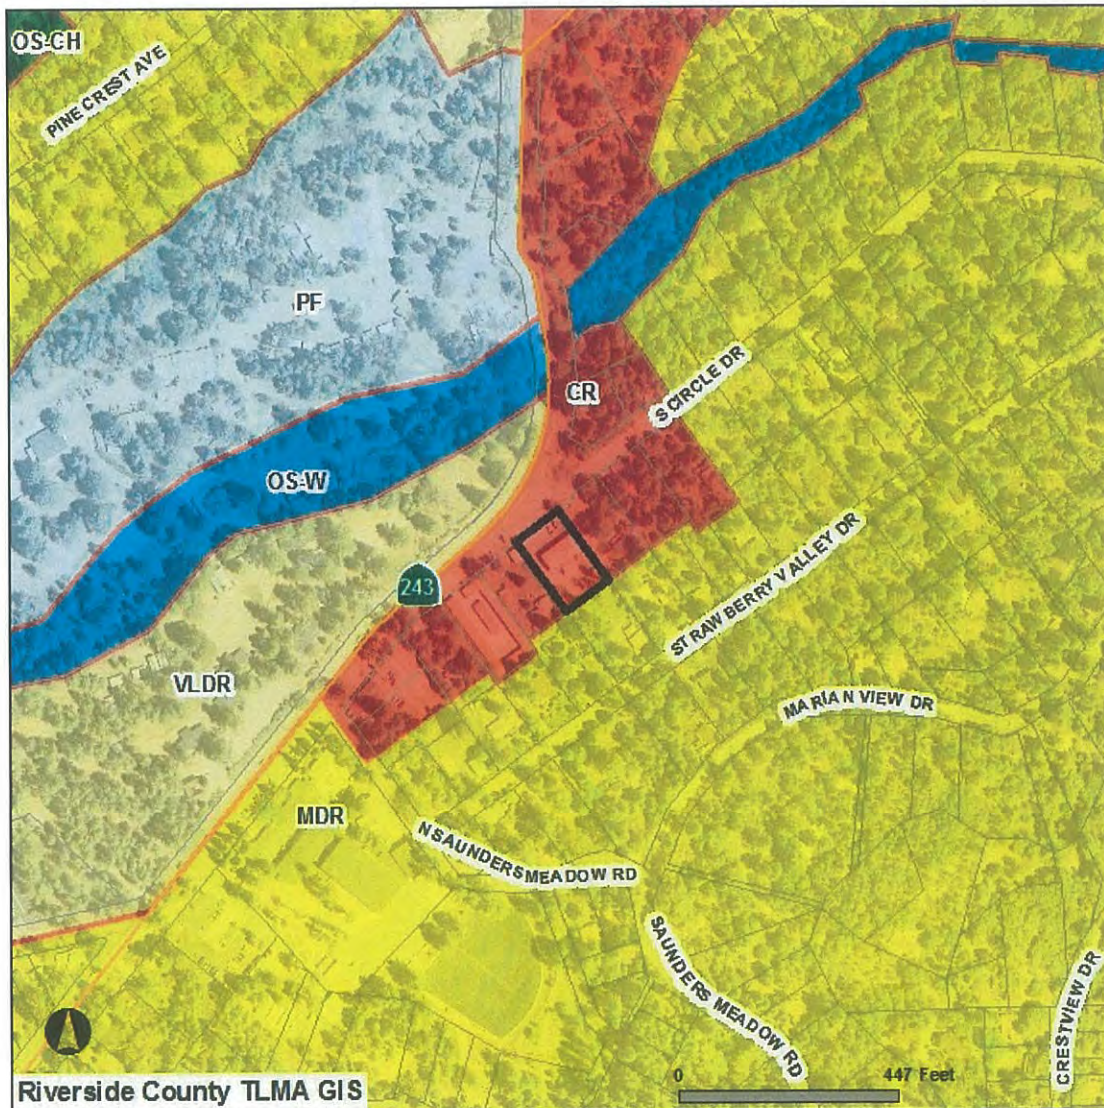 OS-CH
PINE CREST AVE
PF
CR
S CIRCLE DR
OS-W
243
STRAWBERRY VALLEY DR
VLDR
MARIAN VIEW DR
MDR
N SAUNDERS MEADOW RD
SAUNDERS MEADOW RD
CRESTVIEW DR
Riverside County TLMA GIS
0 447 Feet